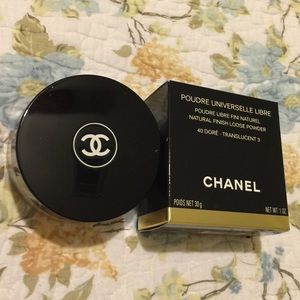 POUDRE UNIVERSELLE LIBRE
POUDRE LIBRE FINI NATUREL
NATURAL FINISH LOOSE POWDER
40 DORÉ - TRANSLUCENT 3
CHANEL
POIDS NET 30g
NET WT. 1 OZ.